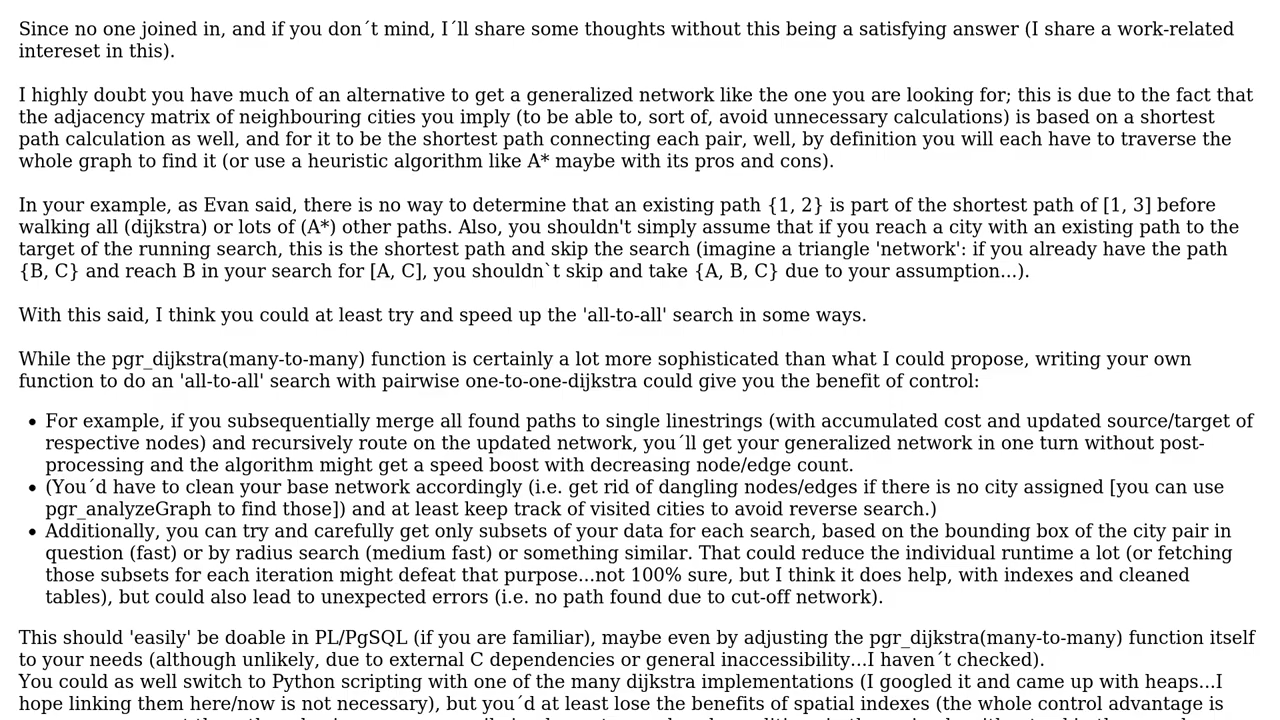 Since no one joined in, and if you don´t mind, I´ll share some thoughts without this being a satisfying answer (I share a work-related
intereset in this).
I highly doubt you have much of an alternative to get a generalized network like the one you are looking for; this is due to the fact that
the adjacency matrix of neighbouring cities you imply (to be able to, sort of, avoid unnecessary calculations) is based on a shortest
path calculation as well, and for it to be the shortest path connecting each pair, well, by definition you will each have to traverse the
whole graph to find it (or use a heuristic algorithm like A* maybe with its pros and cons).
In your example, as Evan said, there is no way to determine that an existing path {1, 2} is part of the shortest path of [1, 3] before
walking all (dijkstra) or lots of (A*) other paths. Also, you shouldn't simply assume that if you reach a city with an existing path to the
target of the running search, this is the shortest path and skip the search (imagine a triangle 'network': if you already have the path
{B, C} and reach B in your search for [A, C], you shouldn`t skip and take {A, B, C} due to your assumption...).
With this said, I think you could at least try and speed up the 'all-to-all' search in some ways.
While the pgr_dijkstra(many-to-many) function is certainly a lot more sophisticated than what I could propose, writing your own
function to do an 'all-to-all' search with pairwise one-to-one-dijkstra could give you the benefit of control:
• For example, if you subsequentially merge all found paths to single linestrings (with accumulated cost and updated source/target of
respective nodes) and recursively route on the updated network, you´ll get your generalized network in one turn without post-
processing and the algorithm might get a speed boost with decreasing node/edge count.
• (You´d have to clean your base network accordingly (i.e. get rid of dangling nodes/edges if there is no city assigned [you can use
pgr_analyzeGraph to find those]) and at least keep track of visited cities to avoid reverse search.)
• Additionally, you can try and carefully get only subsets of your data for each search, based on the bounding box of the city pair in
question (fast) or by radius search (medium fast) or something similar. That could reduce the individual runtime a lot (or fetching
those subsets for each iteration might defeat that purpose...not 100% sure, but I think it does help, with indexes and cleaned
tables), but could also lead to unexpected errors (i.e. no path found due to cut-off network).
This should 'easily' be doable in PL/PgSQL (if you are familiar), maybe even by adjusting the pgr_dijkstra(many-to-many) function itself
to your needs (although unlikely, due to external C dependencies or general inaccessibility...I haven´t checked).
You could as well switch to Python scripting with one of the many dijkstra implementations (I googled it and came up with heaps...I
hope linking them here/now is not necessary), but you´d at least lose the benefits of spatial indexes (the whole control advantage is